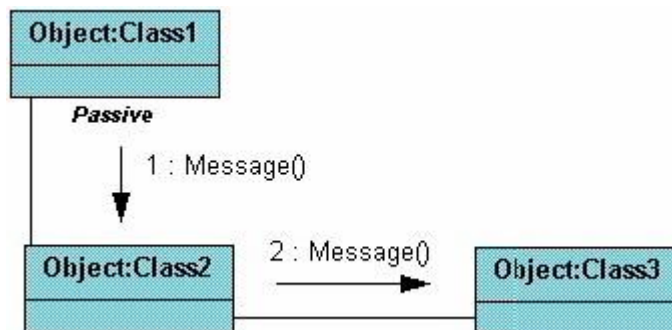 Object:Class1
Passive
1 : Message()
Object:Class2
2 : Message()
Object:Class3